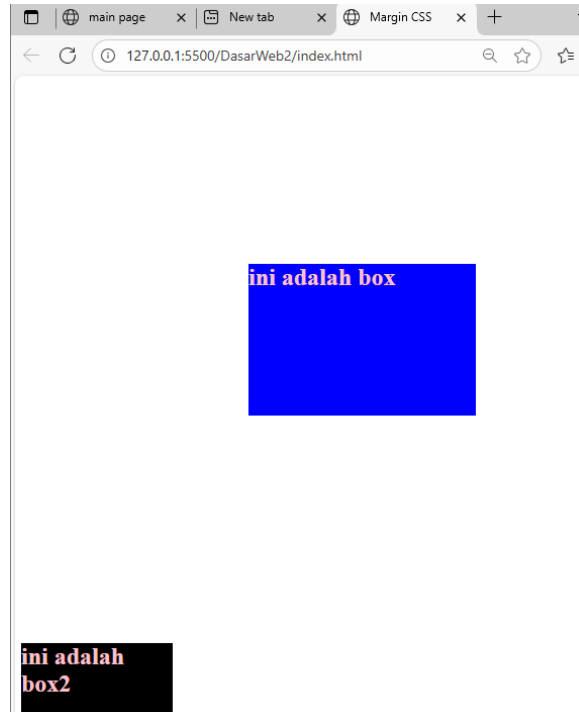 main page
New tab
Margin CSS
127.0.0.1:5500/DasarWeb2/index.html
ini adalah box
ini adalah
box2